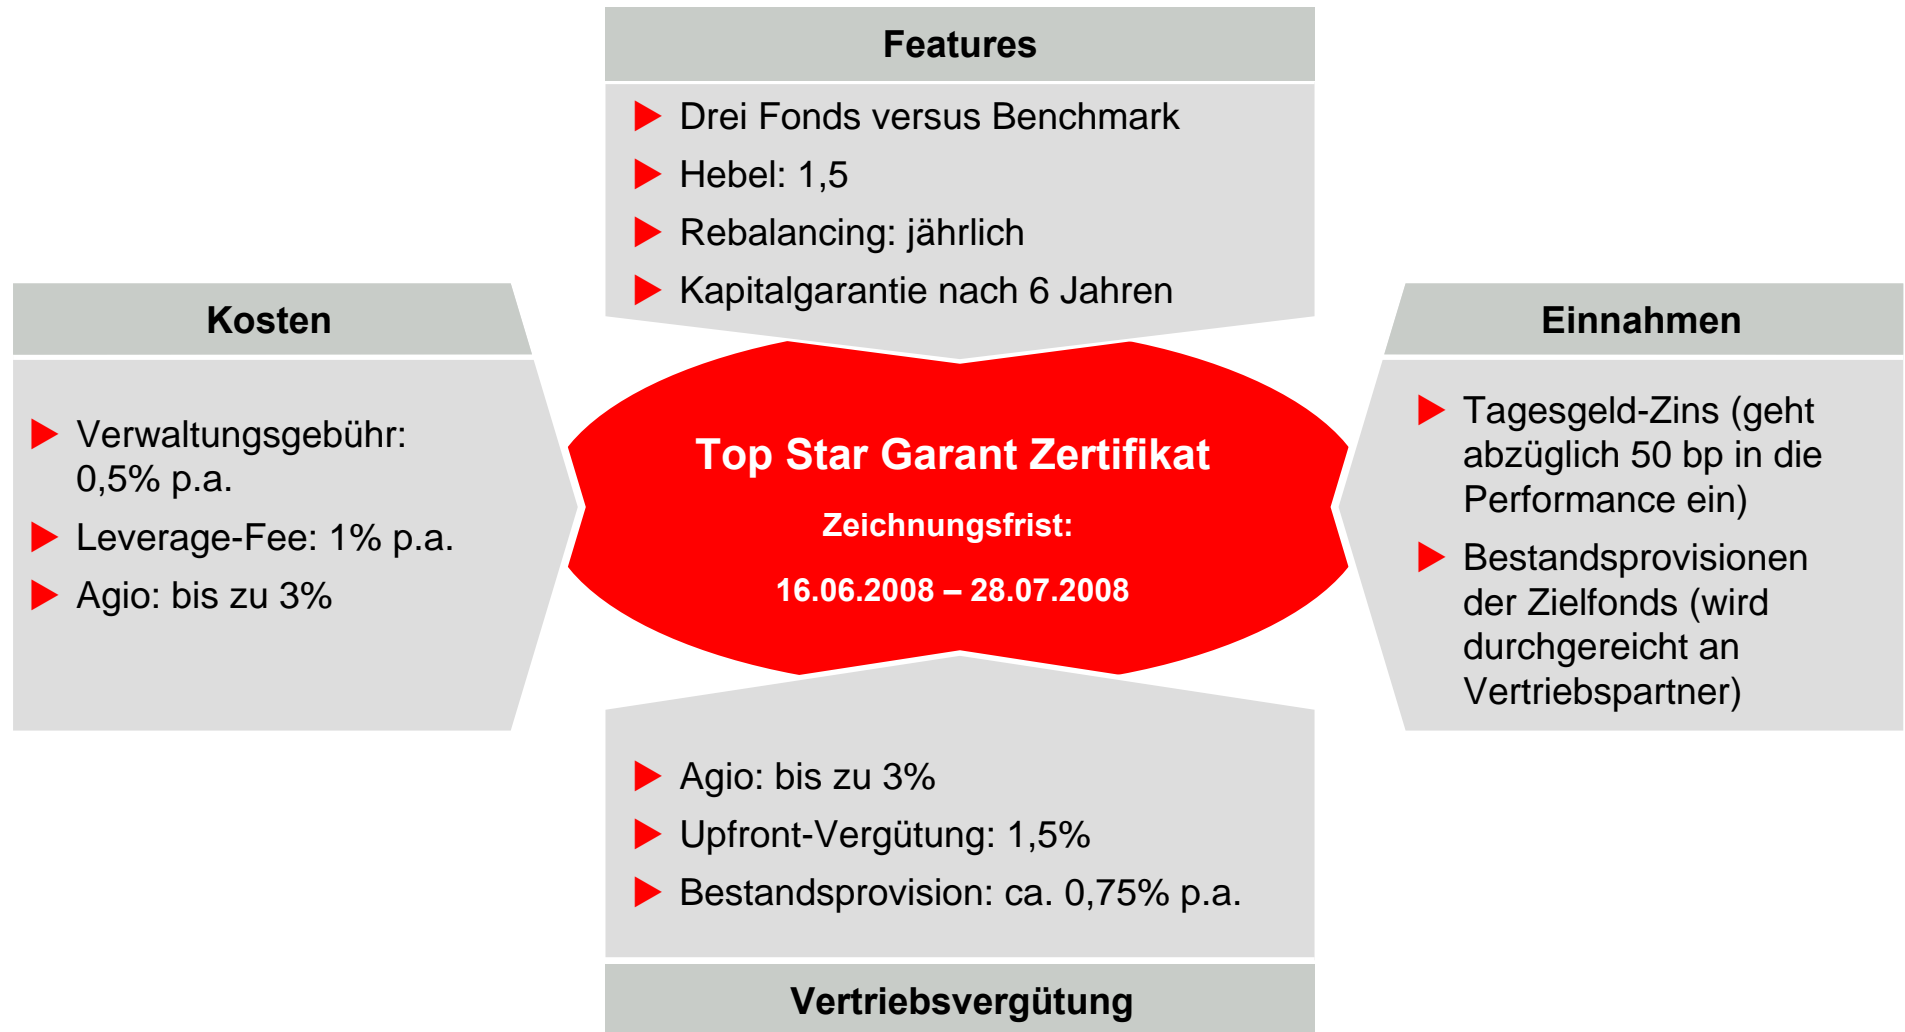 Features
Drei Fonds versus Benchmark
Hebel: 1,5
Rebalancing: jährlich
Kapitalgarantie nach 6 Jahren
Kosten
Verwaltungsgebühr:
0,5% p.a.
Leverage-Fee: 1% p.a.
Agio: bis zu 3%
Top Star Garant Zertifikat
Zeichnungsfrist:
16.06.2008 – 28.07.2008
Einnahmen
Tagesgeld-Zins (geht
abzüglich 50 bp in die
Performance ein)
Bestandsprovisionen
der Zielfonds (wird
durchgereicht an
Vertriebspartner)
Agio: bis zu 3%
Upfront-Vergütung: 1,5%
Bestandsprovision: ca. 0,75% p.a.
Vertriebsvergütung